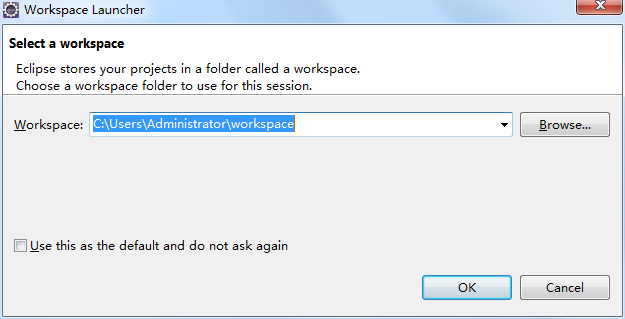 Workspace Launcher
Select a workspace
Eclipse stores your projects in a folder called a workspace.
Choose a workspace folder to use for this session.
Workspace: C:\Users\Administrator\workspace Browse...
Use this as the default and do not ask again
OK Cancel